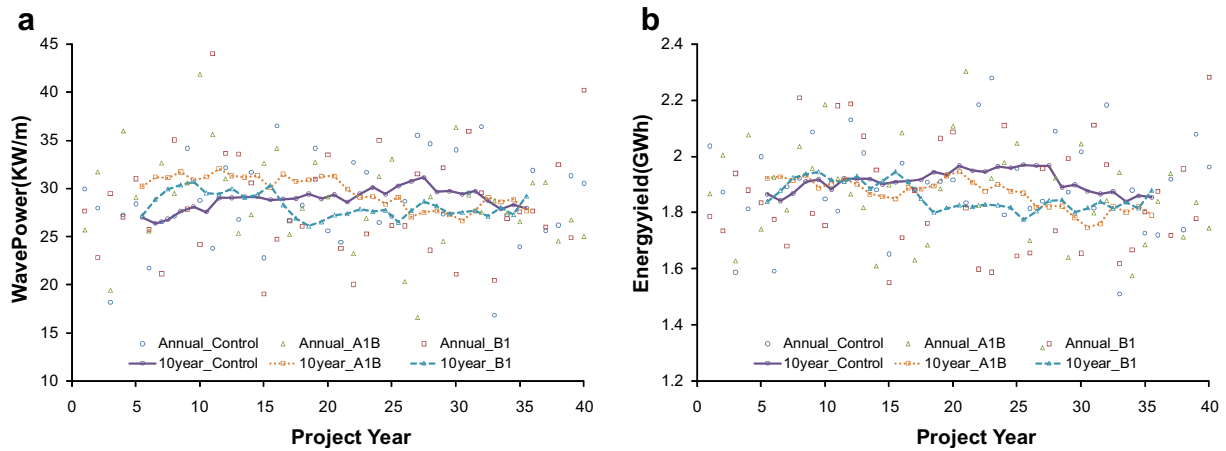 a
WavePower(KW/m)
45
40
35
30
25
20
15
10
Annual_Control
Annual_A1B
Annual_B1
10year_Control
10year_A1B
10year_B1
0
5
10
15
20
25
30
35
40
Project Year
b
Energyyield(GWh)
2.4
2.2
2
1.8
1.6
1.4
1.2
Annual_Control
Annual_A1B
Annual_B1
10year_Control
10year_A1B
10year_B1
0
5
10
15
20
25
30
35
40
Project Year